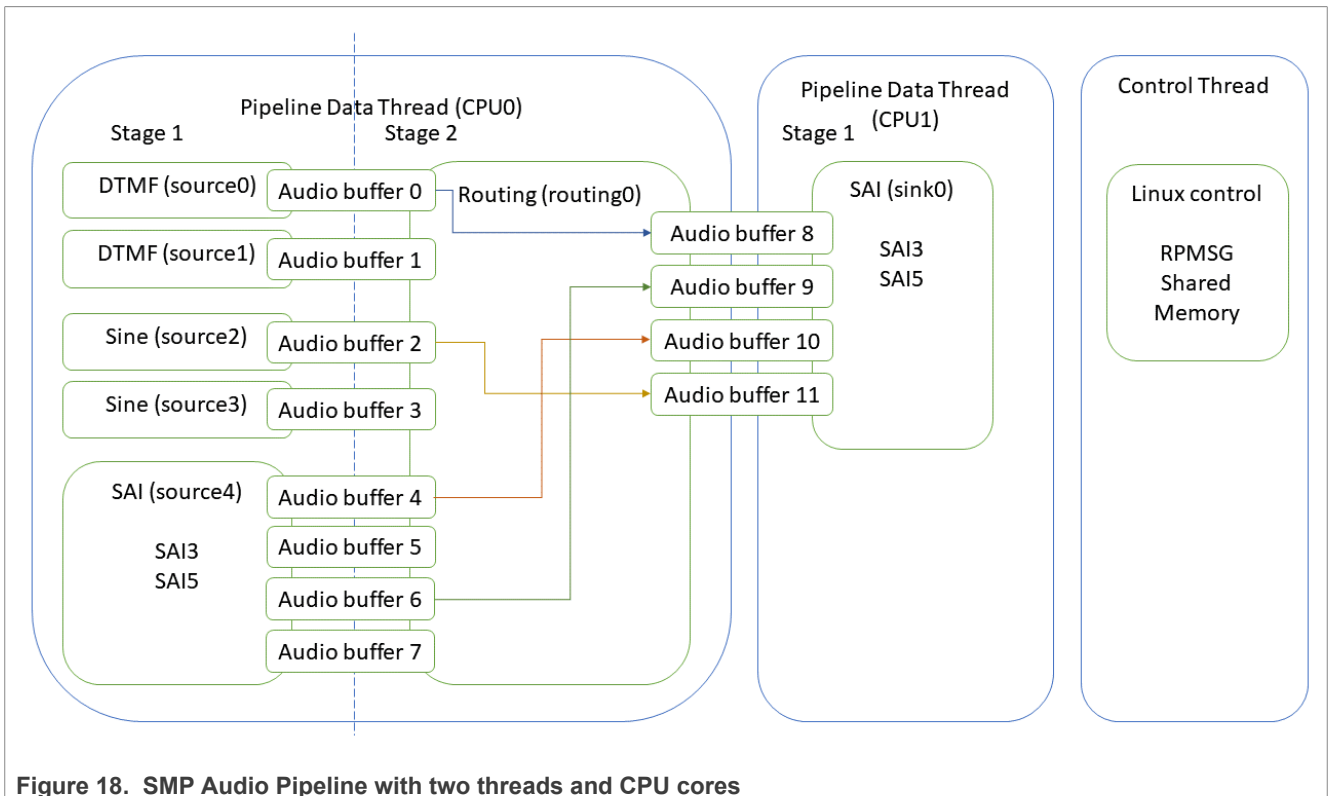 Pipeline Data Thread (CPU0)
Stage 1
Stage 2
DTMF (source0)
Audio buffer 0
Routing (routing0)
DTMF (source1)
Audio buffer 1
Sine (source2)
Audio buffer 2
Sine (source3)
Audio buffer 3
SAI (source4)
SAI3
SAI5
Audio buffer 4
Audio buffer 5
Audio buffer 6
Audio buffer 7
Audio buffer 8
Audio buffer 9
Audio buffer 10
Audio buffer 11
Pipeline Data Thread
(CPU1)
Stage 1
SAI (sink0)
SAI3
SAI5
Control Thread
Linux control
RPMSG
Shared
Memory
Figure 18. SMP Audio Pipeline with two threads and CPU cores